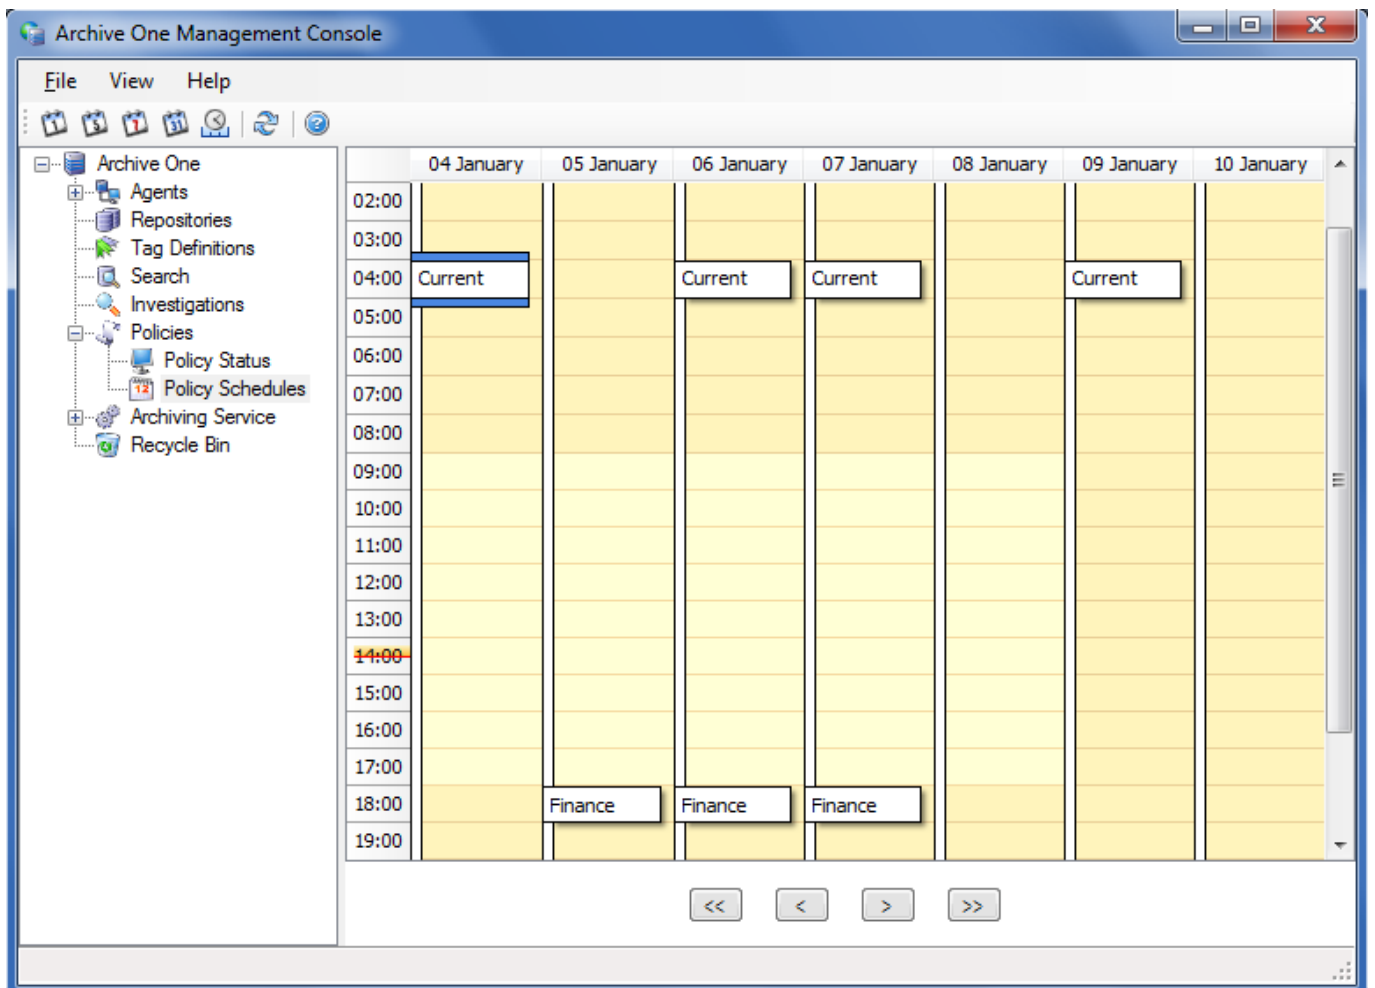 Archive One Management Console
File View Help
Archive One
Agents
Repositories
Tag Definitions
Search
Investigations
Policies
Policy Status
12 Policy Schedules
Archiving Service
Recycle Bin
04 January 05 January 06 January 07 January 08 January 09 January 10 January
02:00
03:00
04:00 Current Current Current Current
05:00
06:00
07:00
08:00
09:00
10:00
11:00
12:00
13:00
14:00
15:00
16:00
17:00
18:00 Finance Finance Finance
19:00
<< < > >>